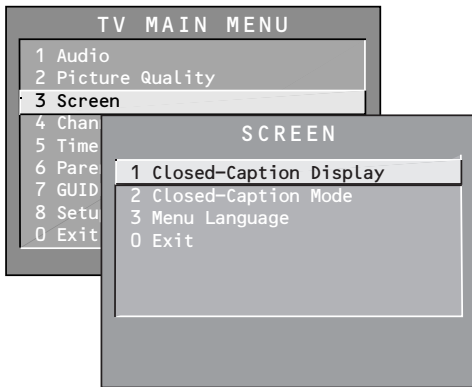 TV MAIN MENU
1 Audio
2 Picture Quality
3 Screen
4 Chan
5 Time
6 Pare
7 GUID
8 Setu
0 Exit
SCREEN
1 Closed-Caption Display
2 Closed-Caption Mode
3 Menu Language
0 Exit